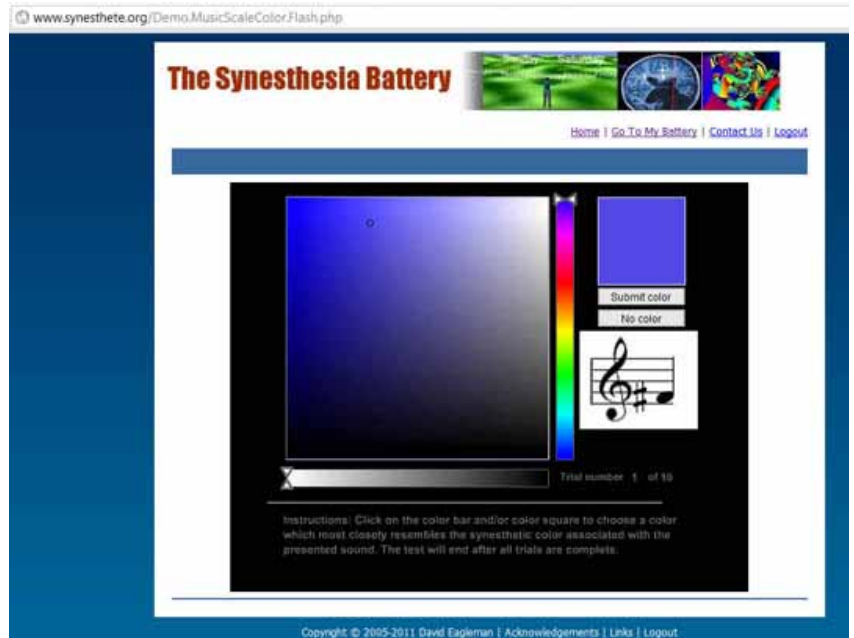 www.synesthete.org/Demo.MusicScaleColor.Flash.php
The Synesthesia Battery
Home | Go To My Battery | Contact Us | Logout
Submit color
No color
Trial number 1 of 10
Instructions: Click on the color bar and/or color square to choose a color
which most closely resembles the synesthetic color associated with the
presented sound. The test will end after all trials are complete.
Copyright © 2005-2011 David Eagleman | Acknowledgements | Links | Logout